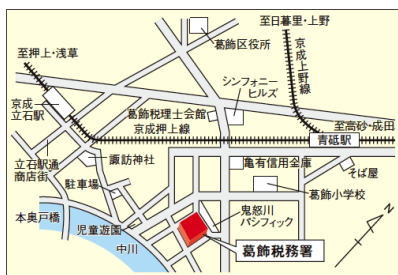 至日暮里・上野
至押上・浅草
葛飾区役所
京成上野線
シンフォニー
ヒルズ
京成
立石駅
葛飾税理士会館
至高砂・成田
京成押上線
青砥駅
立石駅通
商店街
諏訪神社
亀有信用金庫
そば屋
駐車場
葛飾小学校
本奥戸橋
鬼怒川
パシフィック
児童遊園
中川
葛飾税務署
N